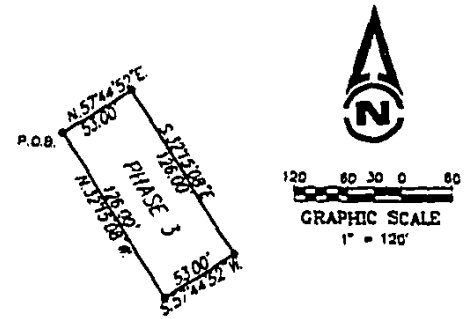 N.57°44'52"E.
53.00'
P.O.B.
S.32°15'08"E
126.00'
PHASE 3
126.00'
N.32°15'08"W.
53.00'
S.57°44'52"W.
N
120 60 30 0 60
GRAPHIC SCALE
1" = 120'